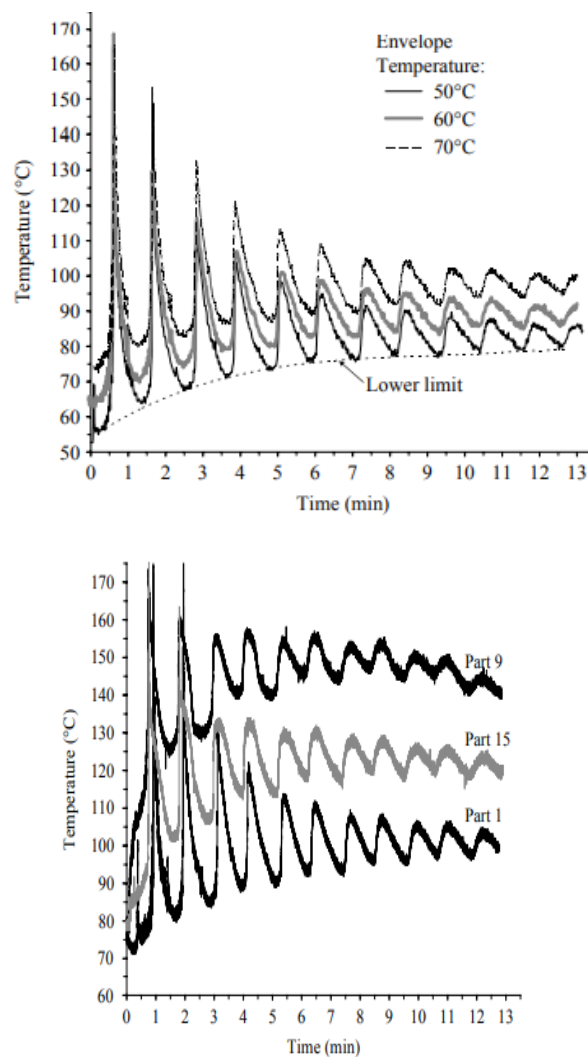 Envelope
Temperature:
50°C
60°C
70°C
170
160
150
140
130
120
110
100
90
80
70
60
50
Temperature (°C)
Lower limit
0 1 2 3 4 5 6 7 8 9 10 11 12 13
Time (min)
170
160
150
140
130
120
110
100
90
80
70
60
Temperature (°C)
Part 9
Part 15
Part 1
0 1 2 3 4 5 6 7 8 9 10 11 12 13
Time (min)